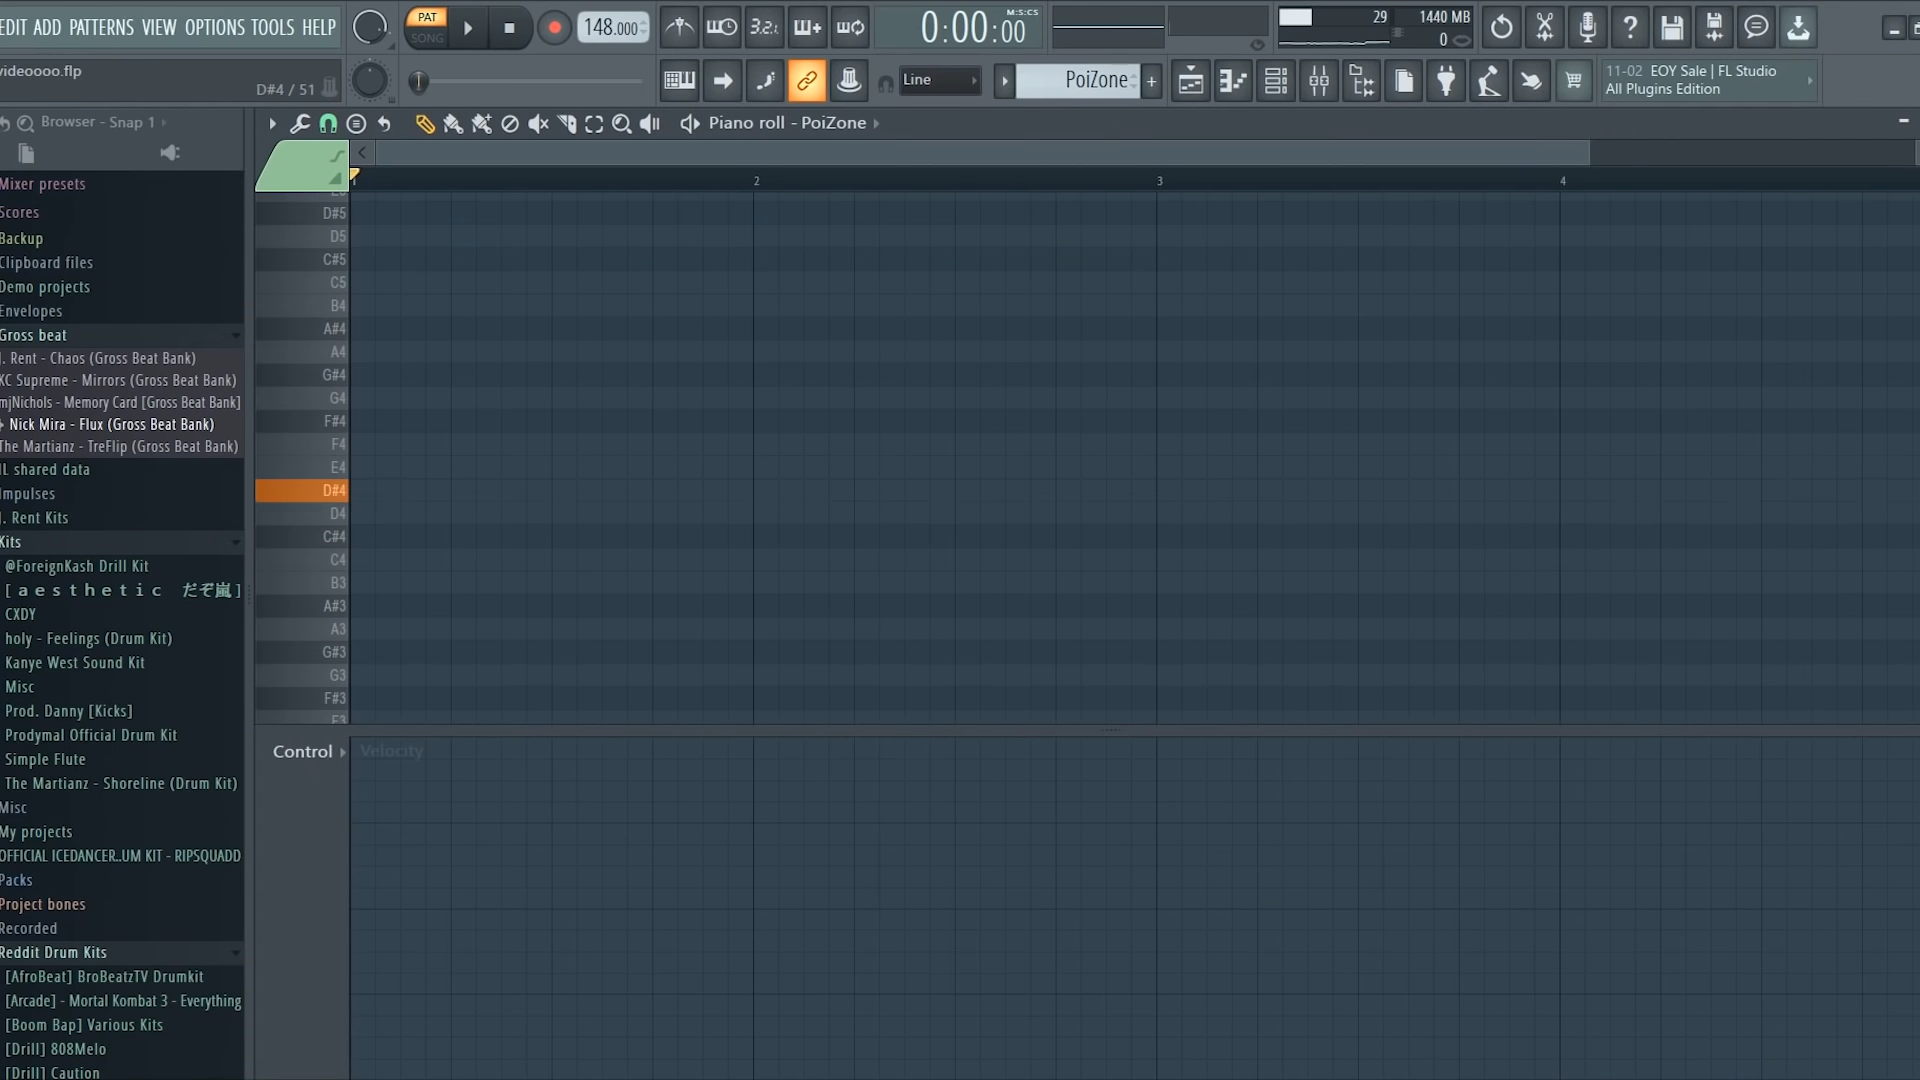 EDIT ADD PATTERNS VIEW OPTIONS TOOLS HELP
PAT
SONG
148.000
3.2.
0:00:00
M:S:CS
29
1440 MB
0
videoooo.flp
D#4 / 51
Line
PoiZone
11-02 EOY Sale | FL Studio
All Plugins Edition
Browser - Snap 1
Piano roll - PoiZone
Mixer presets
Scores
Backup
Clipboard files
Demo projects
Envelopes
Gross beat
J. Rent - Chaos (Gross Beat Bank)
KC Supreme - Mirrors (Gross Beat Bank)
mjNichols - Memory Card [Gross Beat Bank]
Nick Mira - Flux (Gross Beat Bank)
The Martianz - TreFlip (Gross Beat Bank)
IL shared data
Impulses
J. Rent Kits
Kits
@ForeignKash Drill Kit
[ a e s t h e t i c だぞ嵐 ]
CXDY
holy - Feelings (Drum Kit)
Kanye West Sound Kit
Misc
Prod. Danny [Kicks]
Prodymal Official Drum Kit
Simple Flute
The Martianz - Shoreline (Drum Kit)
Misc
My projects
OFFICIAL ICEDANCER..UM KIT - RIPSQUADD
Packs
Project bones
Recorded
Reddit Drum Kits
[AfroBeat] BroBeatzTV Drumkit
[Arcade] - Mortal Kombat 3 - Everything
[Boom Bap] Various Kits
[Drill] 808Melo
[Drill] Caution
2
3
4
D#5
D5
C#5
C5
B4
A#4
A4
G#4
G4
F#4
F4
E4
D#4
D4
C#4
C4
B3
A#3
A3
G#3
G3
F#3
Control
Velocity